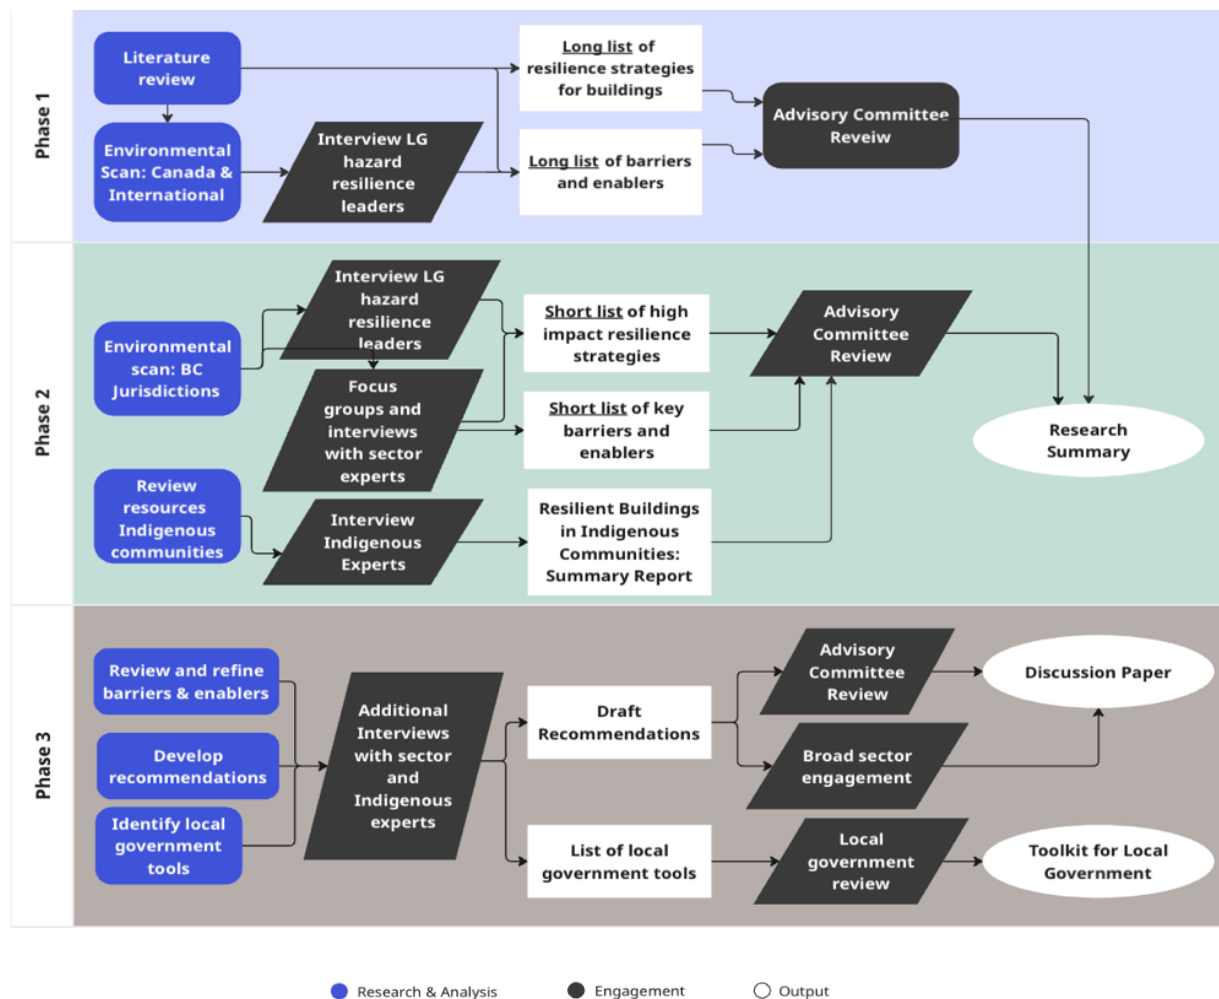 Phase 1
Literature
review
Environmental
Scan: Canada &
International
Interview LG
hazard
resilience
leaders
Long list of
resilience strategies
for buildings
Long list of barriers
and enablers
Advisory Committee
Reveiw
Phase 2
Environmental
scan: BC
Jurisdictions
Review
resources
Indigenous
communities
Interview LG
hazard
resilience
leaders
Focus
groups and
interviews
with sector
experts
Interview
Indigenous
Experts
Short list of high
impact resilience
strategies
Short list of key
barriers and
enablers
Resilient Buildings
in Indigenous
Communities:
Summary Report
Advisory
Committee
Review
Research
Summary
Phase 3
Review and refine
barriers & enablers
Develop
recommendations
Identify local
government
tools
Additional
Interviews
with sector
and
Indigenous
experts
Draft
Recommendations
List of local
government tools
Advisory
Committee
Review
Broad sector
engagement
Local
government
review
Discussion Paper
Toolkit for Local
Government
Research & Analysis
Engagement
Output